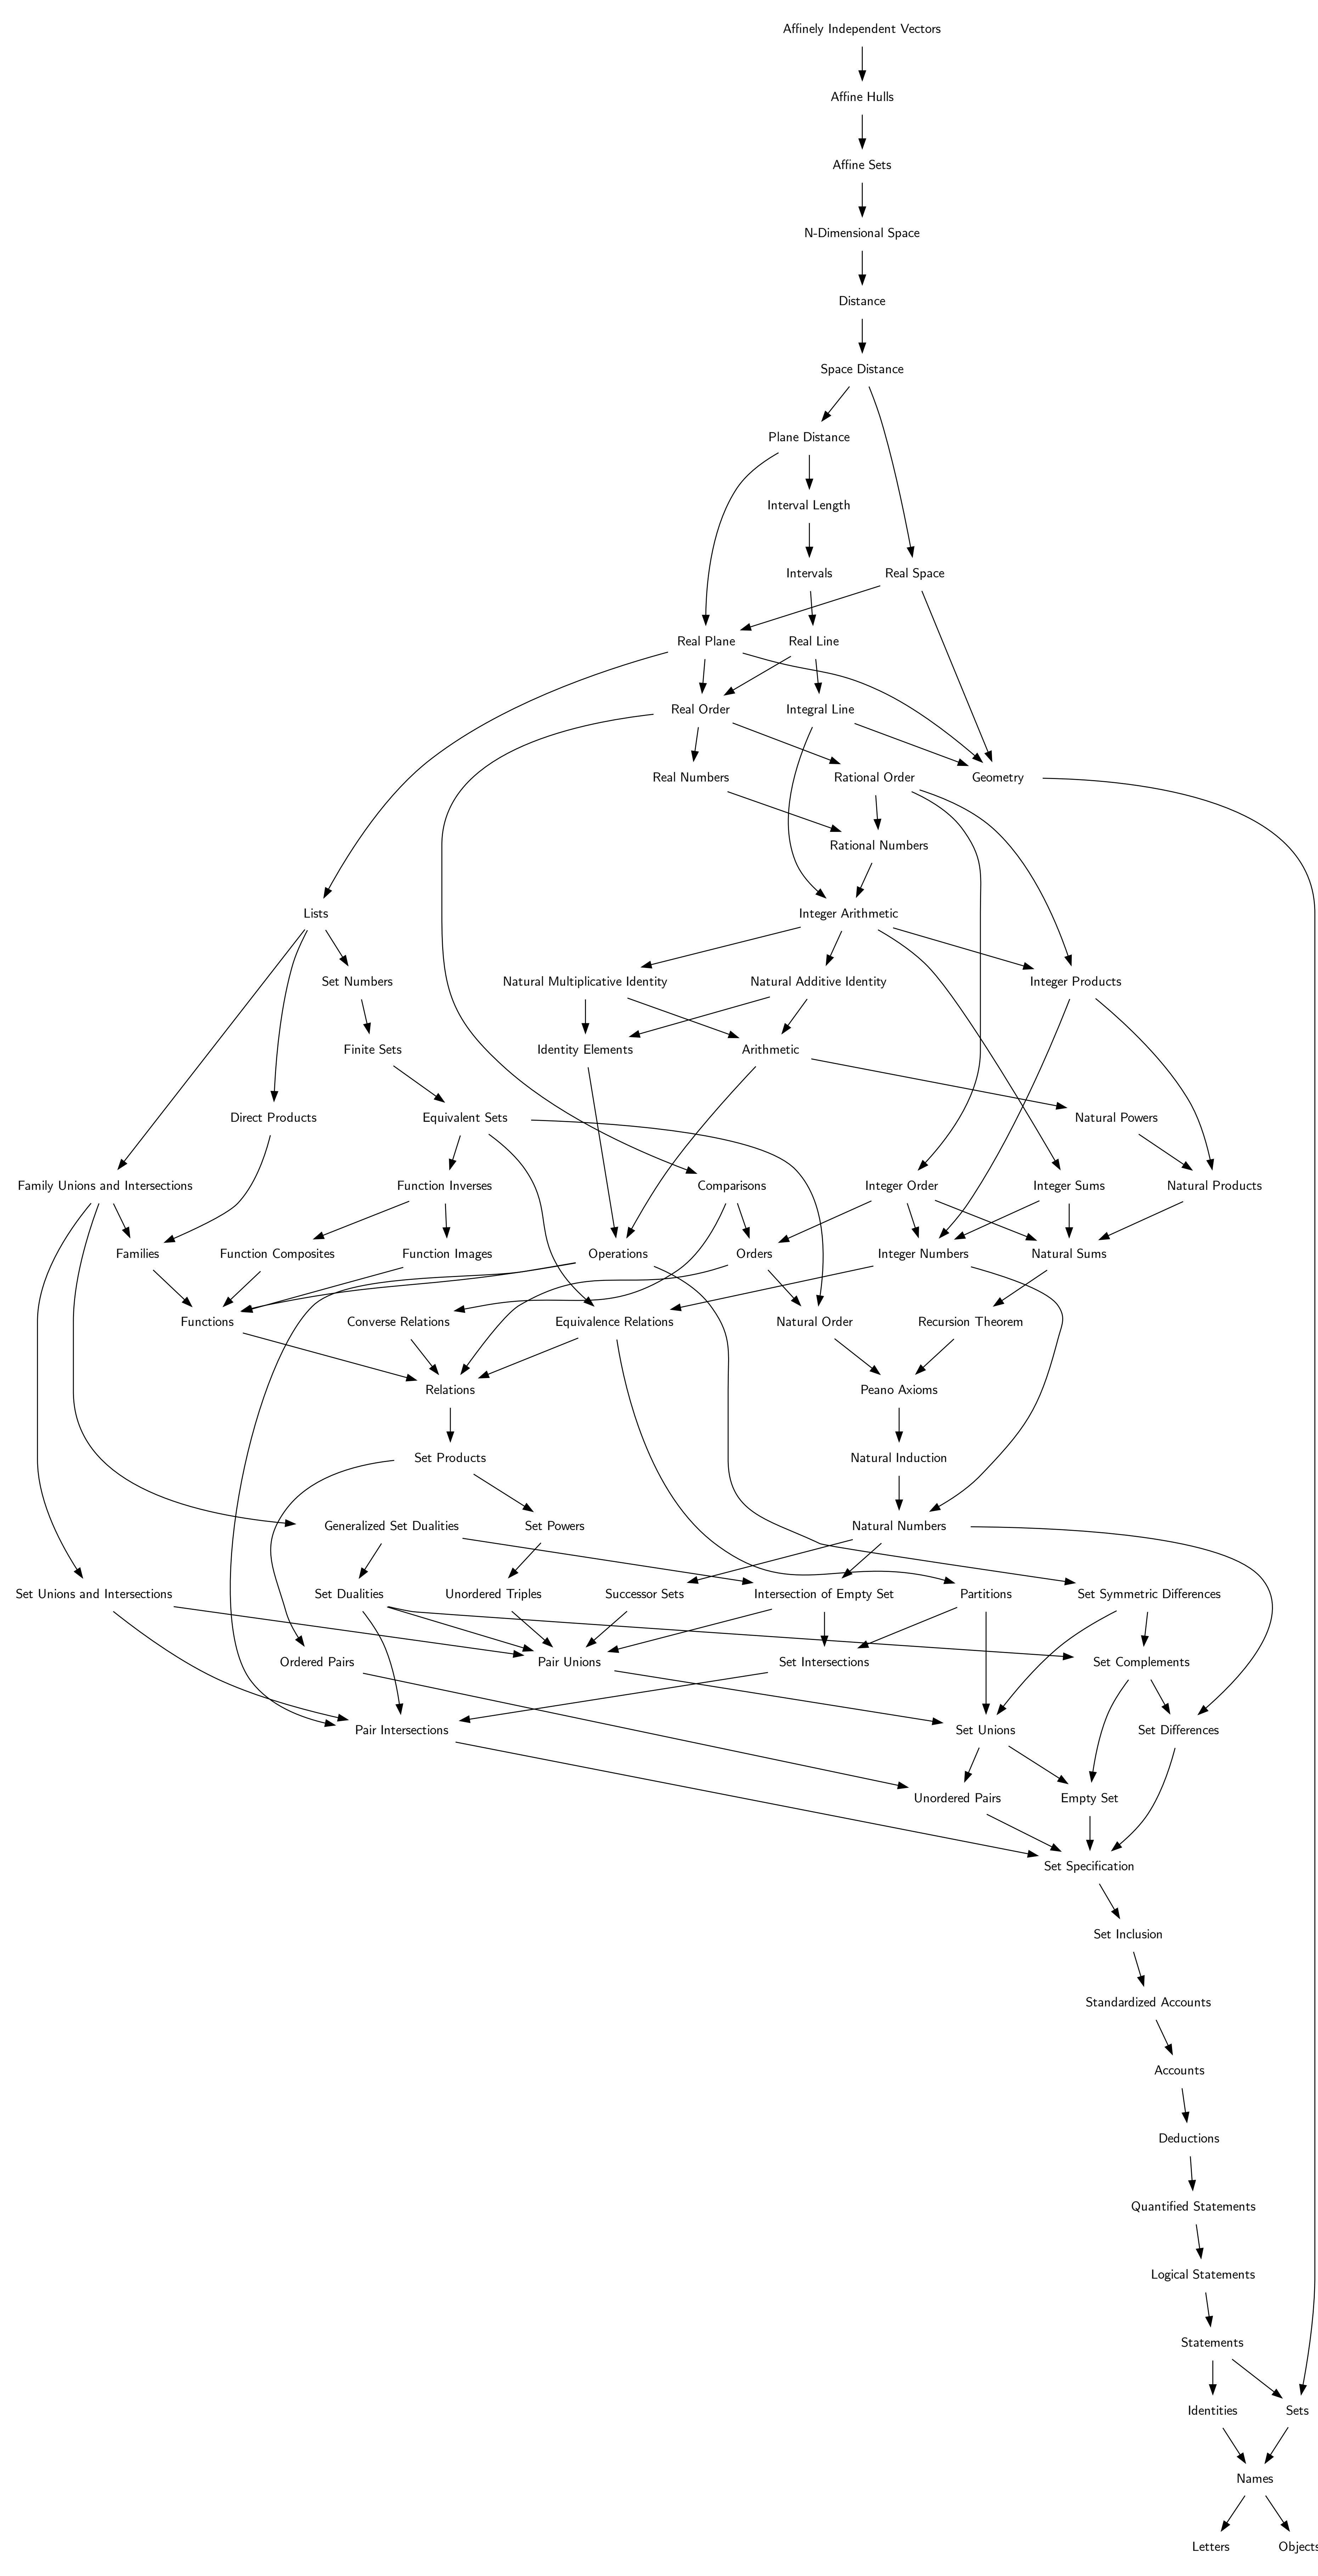 Affinely Independent Vectors
Affine Hulls
Affine Sets
N-Dimensional Space
Distance
Space Distance
Plane Distance
Interval Length
Intervals
Real Space
Real Plane
Real Line
Real Order
Integral Line
Real Numbers
Rational Order
Geometry
Rational Numbers
Lists
Integer Arithmetic
Set Numbers
Natural Multiplicative Identity
Natural Additive Identity
Integer Products
Finite Sets
Identity Elements
Arithmetic
Direct Products
Equivalent Sets
Natural Powers
Family Unions and Intersections
Function Inverses
Comparisons
Integer Order
Integer Sums
Natural Products
Families
Function Composites
Function Images
Operations
Orders
Integer Numbers
Natural Sums
Functions
Converse Relations
Equivalence Relations
Natural Order
Recursion Theorem
Relations
Peano Axioms
Set Products
Natural Induction
Generalized Set Dualities
Set Powers
Natural Numbers
Set Unions and Intersections
Set Dualities
Unordered Triples
Successor Sets
Intersection of Empty Set
Partitions
Set Symmetric Differences
Ordered Pairs
Pair Unions
Set Intersections
Set Complements
Pair Intersections
Set Unions
Set Differences
Unordered Pairs
Empty Set
Set Specification
Set Inclusion
Standardized Accounts
Accounts
Deductions
Quantified Statements
Logical Statements
Statements
Identities
Sets
Names
Letters
Objects